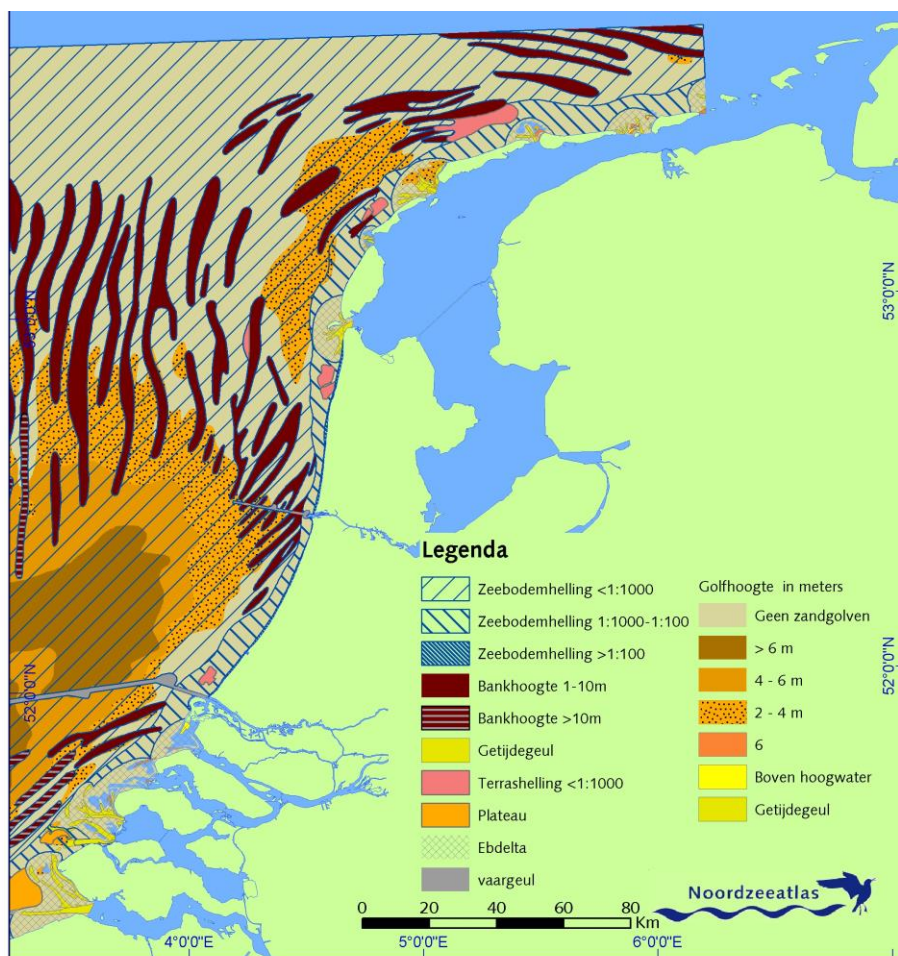 53°0'0"N
53°0'0"N
Legenda
Zeebodemhelling <1:1000
Zeebodemhelling 1:1000-1:100
Zeebodemhelling >1:100
Bankhoogte 1-10m
Bankhoogte >10m
Getijdegeul
Terrashelling <1:1000
Plateau
Ebdelta
vaargeul
Golfhoogte in meters
Geen zandgolven
> 6 m
4 - 6 m
2 - 4 m
6
Boven hoogwater
Getijdegeul
52°0'0"N
52°0'0"N
Noordzeeatlas
0 20 40 60 80
Km
4°0'0"E 5°0'0"E 6°0'0"E